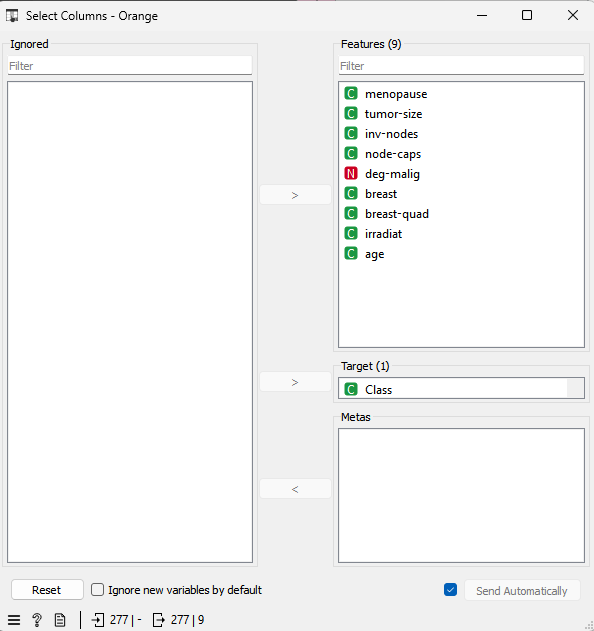 Select Columns - Orange
Ignored
Filter
>
>
<
Features (9)
Filter
C menopause
C tumor-size
C inv-nodes
C node-caps
N deg-malig
C breast
C breast-quad
C irradiat
C age
Target (1)
C Class
Metas
Reset
Ignore new variables by default
Send Automatically
? 277 | - 277 | 9